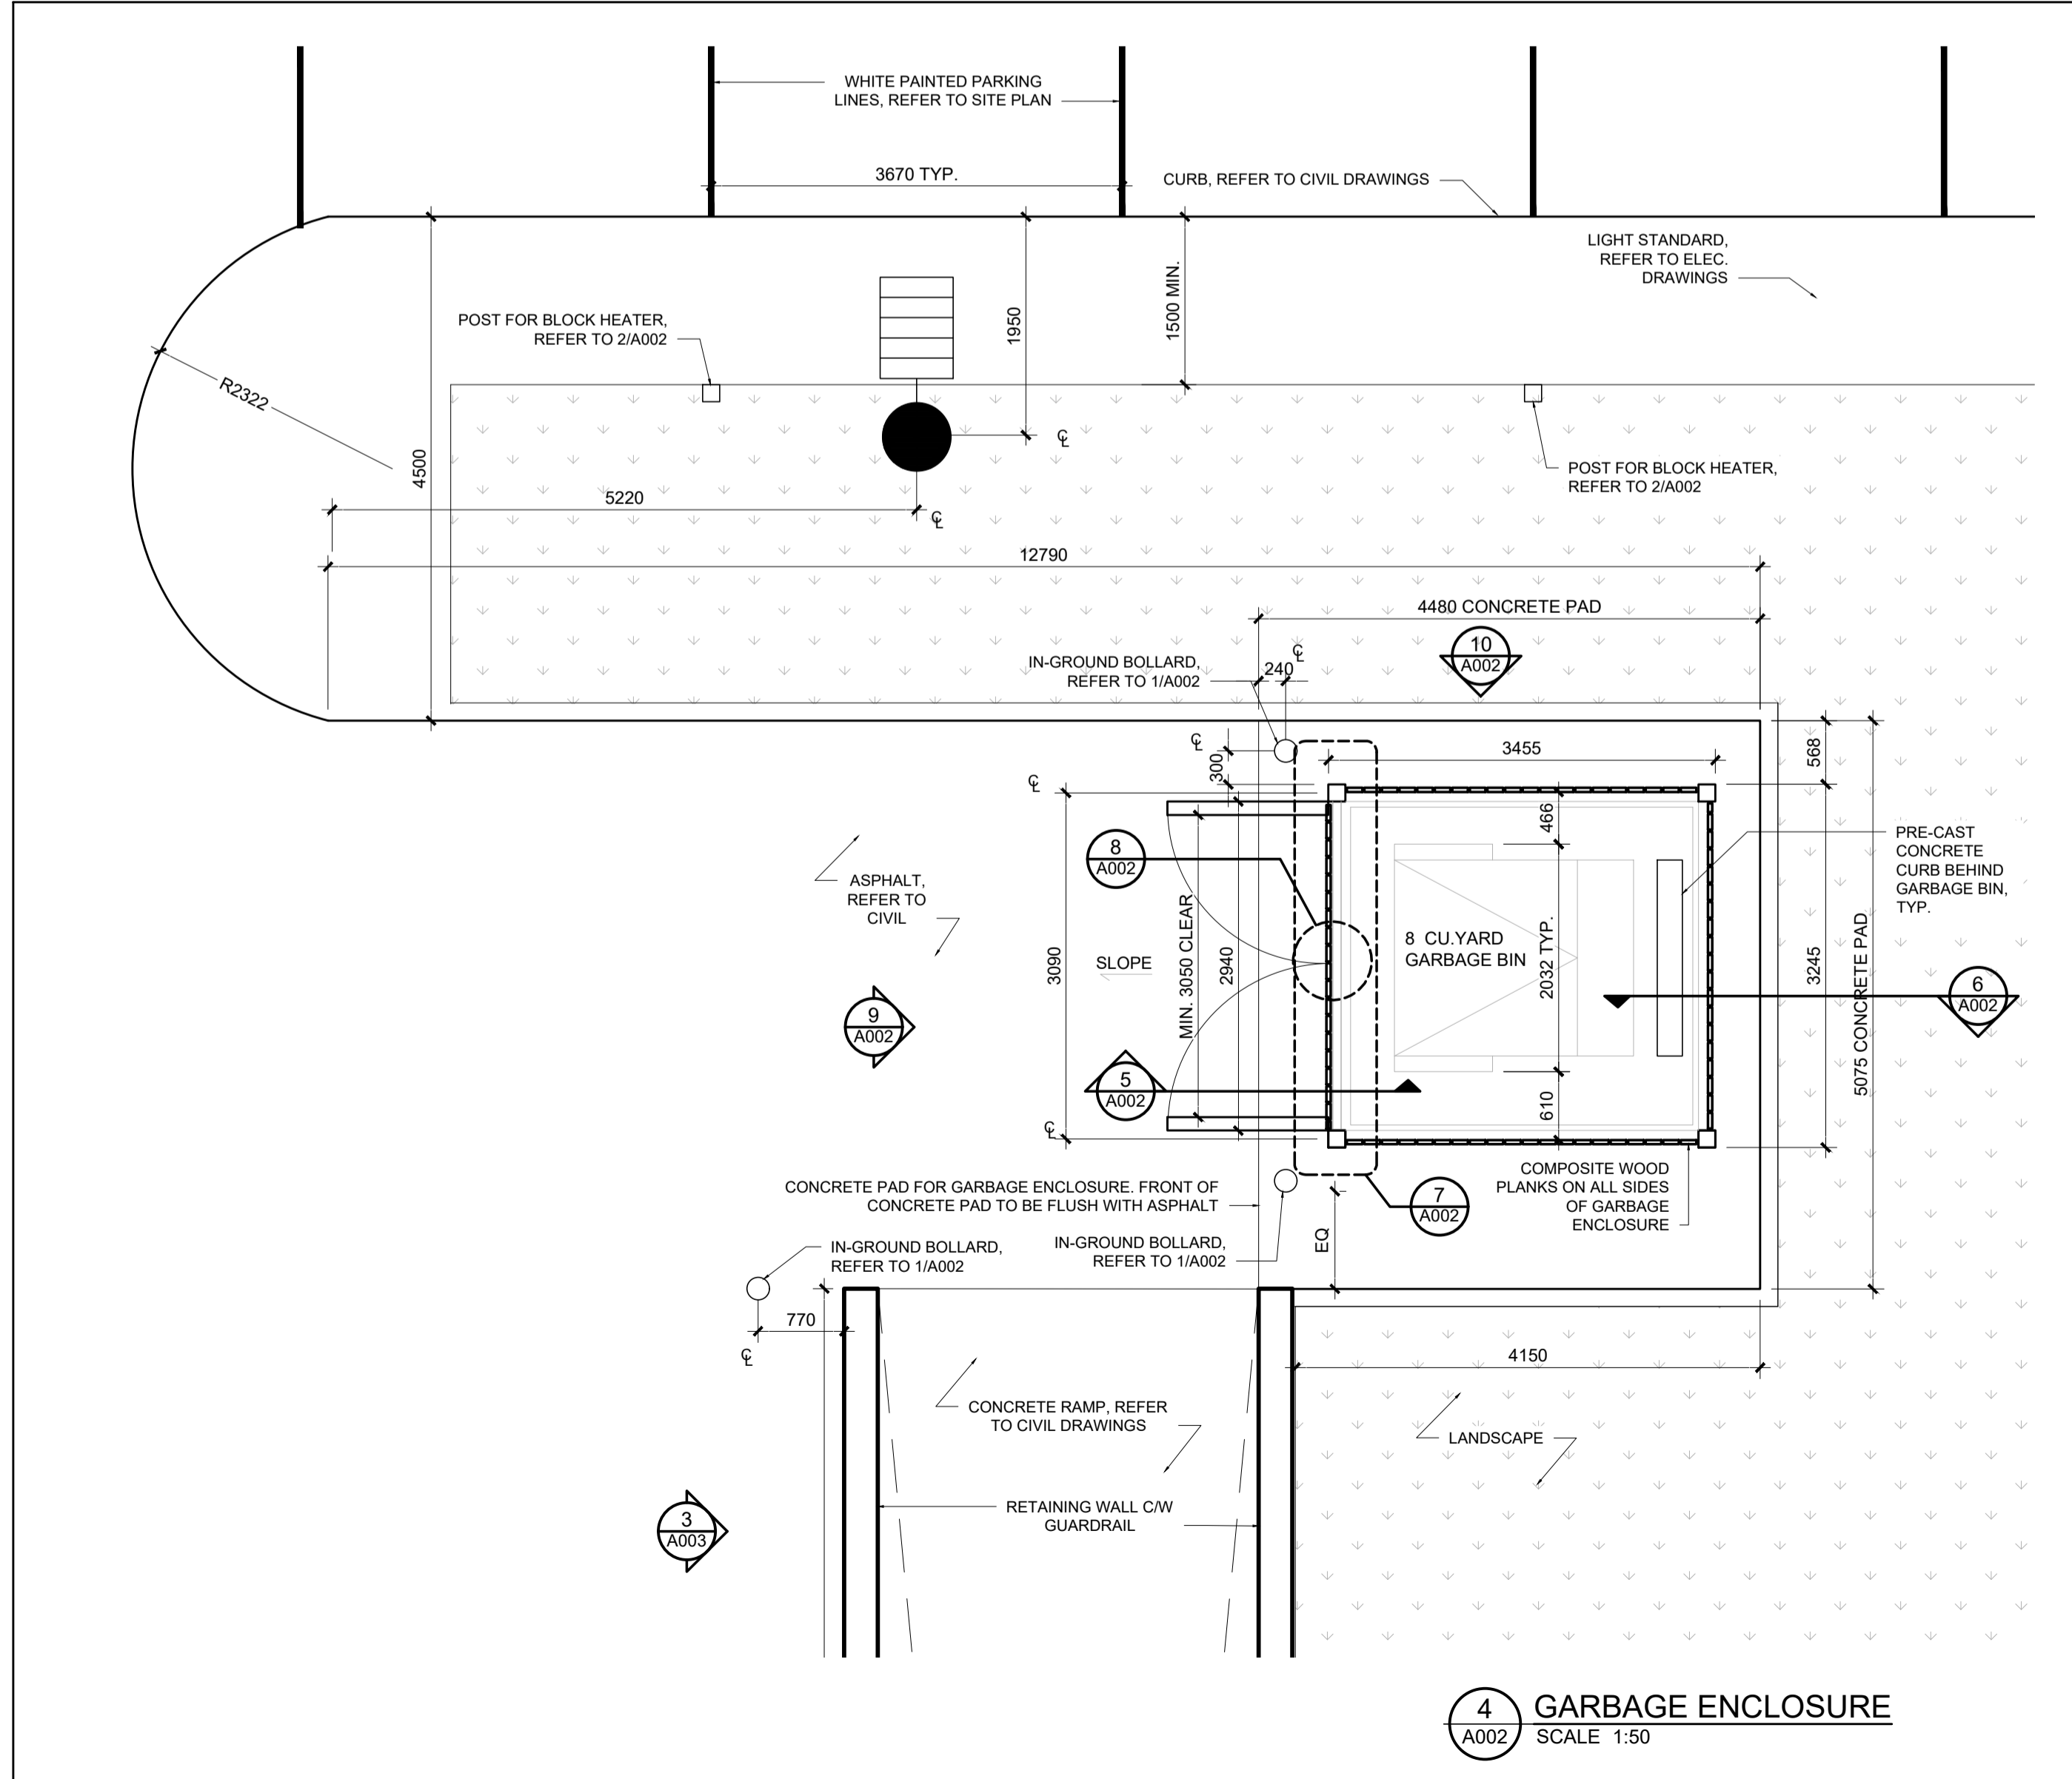 WHITE PAINTED PARKING
LINES, REFER TO SITE PLAN
3670 TYP.
CURB, REFER TO CIVIL DRAWINGS
LIGHT STANDARD,
REFER TO ELEC.
DRAWINGS
POST FOR BLOCK HEATER,
REFER TO 2/A002
1950
1500 MIN.
R2322
4500
℄
POST FOR BLOCK HEATER,
REFER TO 2/A002
5220
℄
12790
4480 CONCRETE PAD
10
A002
IN-GROUND BOLLARD,
REFER TO 1/A002
240
℄
℄
300
3455
568
℄
466
8
A002
PRE-CAST
CONCRETE
CURB BEHIND
GARBAGE BIN,
TYP.
ASPHALT,
REFER TO
CIVIL
MIN. 3050 CLEAR
8 CU.YARD
GARBAGE BIN
2032 TYP.
SLOPE
3090
2940
3245
5075 CONCRETE PAD
6
A002
9
A002
5
A002
610
℄
COMPOSITE WOOD
PLANKS ON ALL SIDES
OF GARBAGE
ENCLOSURE
CONCRETE PAD FOR GARBAGE ENCLOSURE. FRONT OF
CONCRETE PAD TO BE FLUSH WITH ASPHALT
7
A002
EQ
IN-GROUND BOLLARD,
REFER TO 1/A002
IN-GROUND BOLLARD,
REFER TO 1/A002
770
℄
4150
CONCRETE RAMP, REFER
TO CIVIL DRAWINGS
LANDSCAPE
RETAINING WALL C/W
GUARDRAIL
3
A003
4
A002
GARBAGE ENCLOSURE
SCALE 1:50